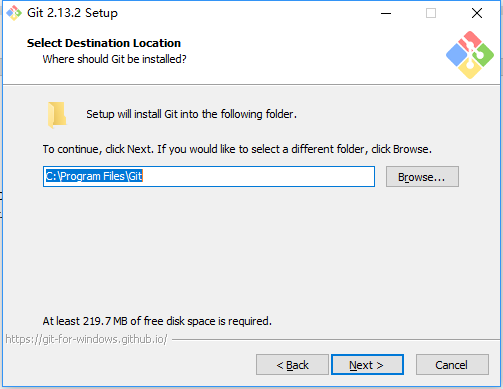 Git 2.13.2 Setup
Select Destination Location
Where should Git be installed?
Setup will install Git into the following folder.
To continue, click Next. If you would like to select a different folder, click Browse.
C:\Program Files\Git
Browse...
At least 219.7 MB of free disk space is required.
https://git-for-windows.github.io/
< Back
Next >
Cancel